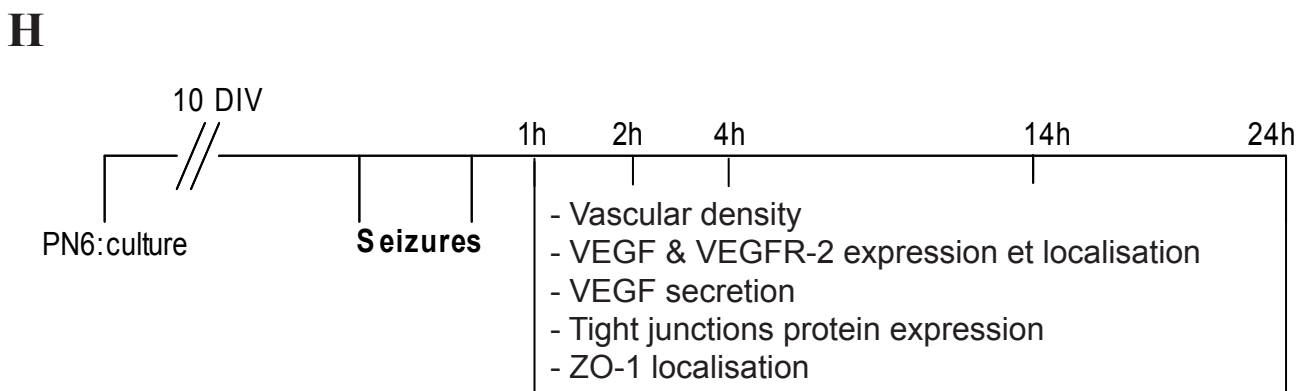 H
10 DIV
1h 2h 4h 14h 24h
PN6:culture Seizures
- Vascular density
- VEGF & VEGFR-2 expression et localisation
- VEGF secretion
- Tight junctions protein expression
- ZO-1 localisation